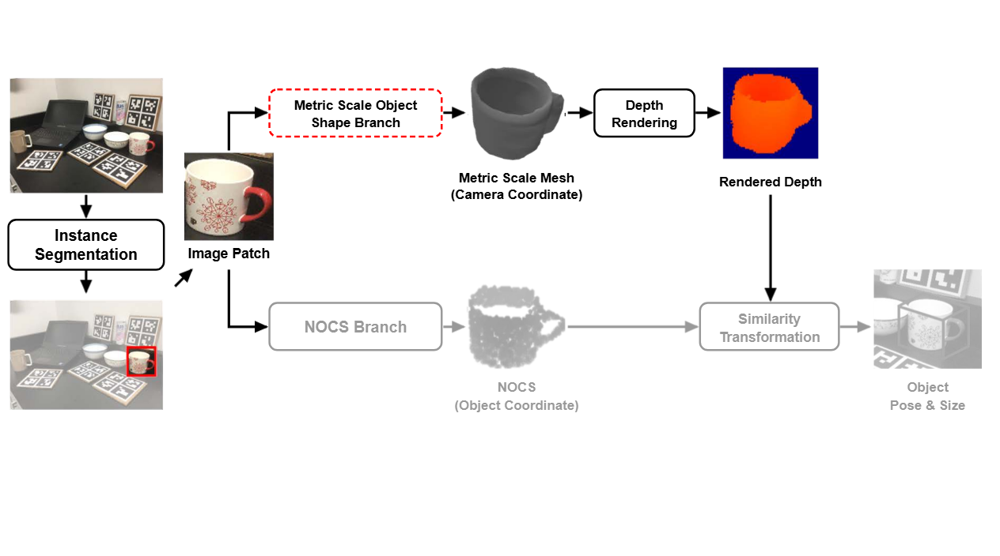 Metric Scale Object
Shape Branch
Depth
Rendering
Metric Scale Mesh
(Camera Coordinate)
Rendered Depth
Instance
Segmentation
Image Patch
NOCS Branch
Similarity
Transformation
NOCS
(Object Coordinate)
Object
Pose & Size